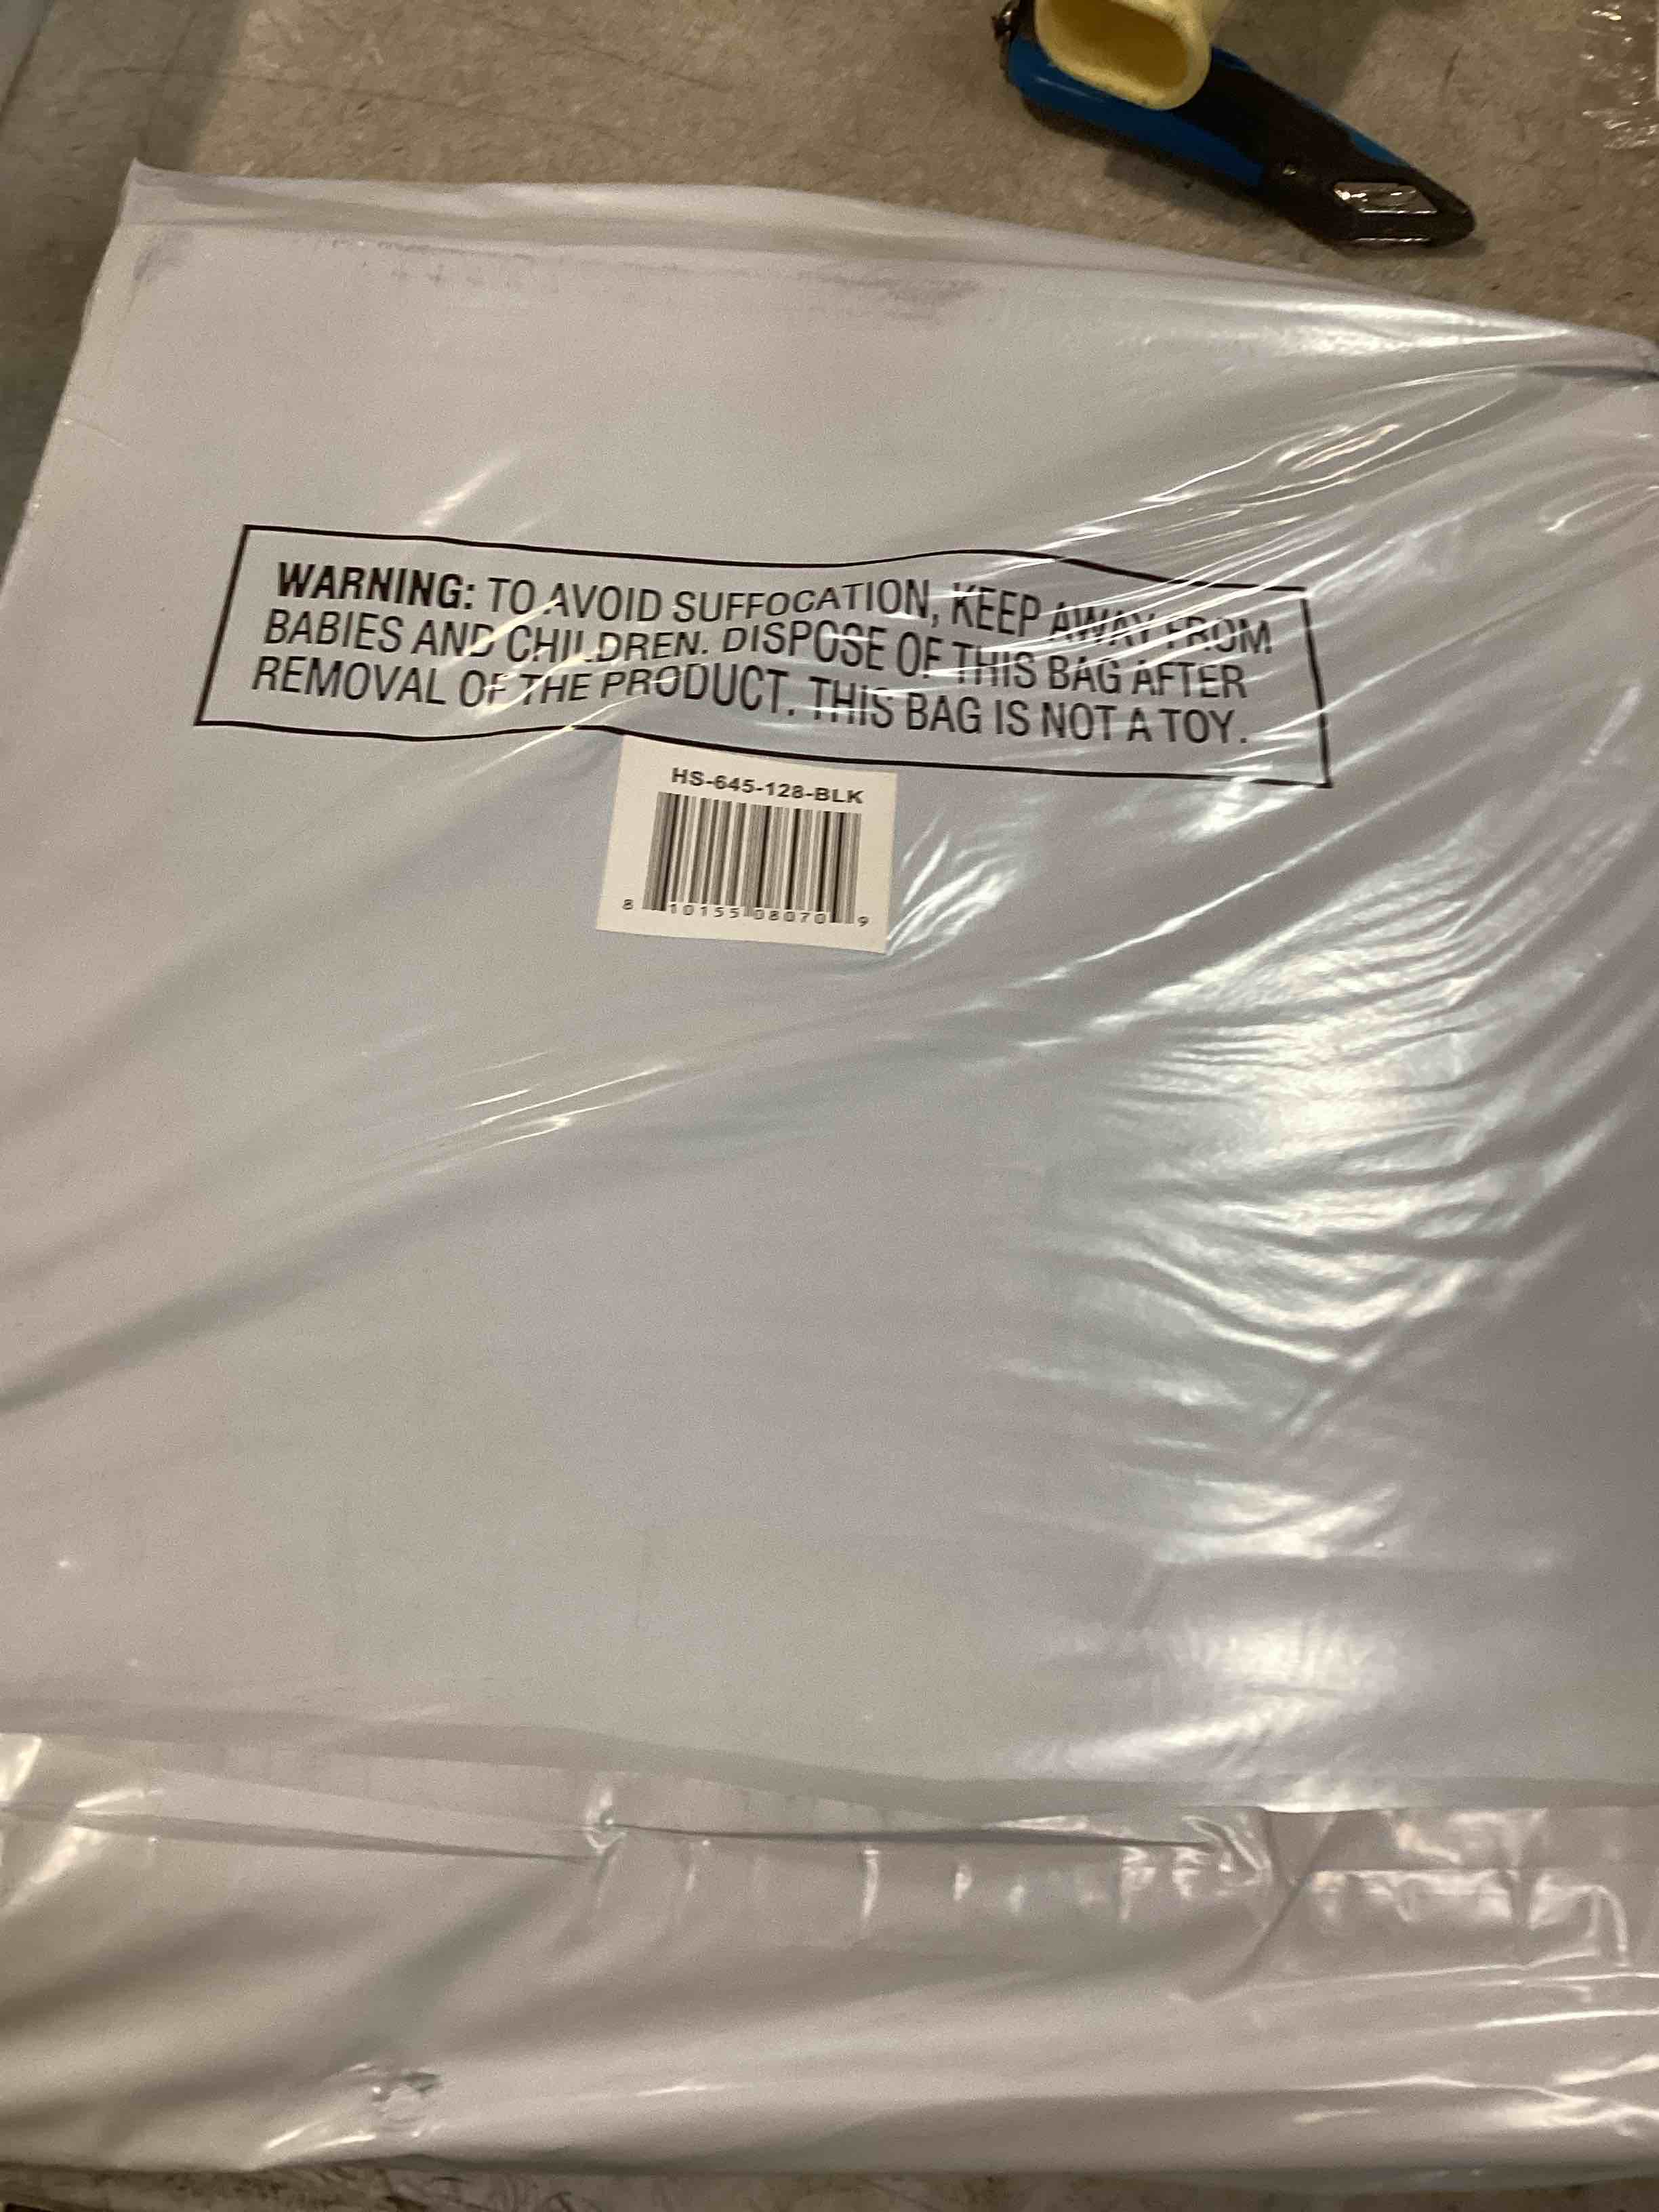 WARNING: TO AVOID SUFFOCATION, KEEP AWAY FROM
BABIES AND CHILDREN. DISPOSE OF THIS BAG AFTER
REMOVAL OF THE PRODUCT. THIS BAG IS NOT A TOY.
HS-645-128-BLK
8 10155 08070 9